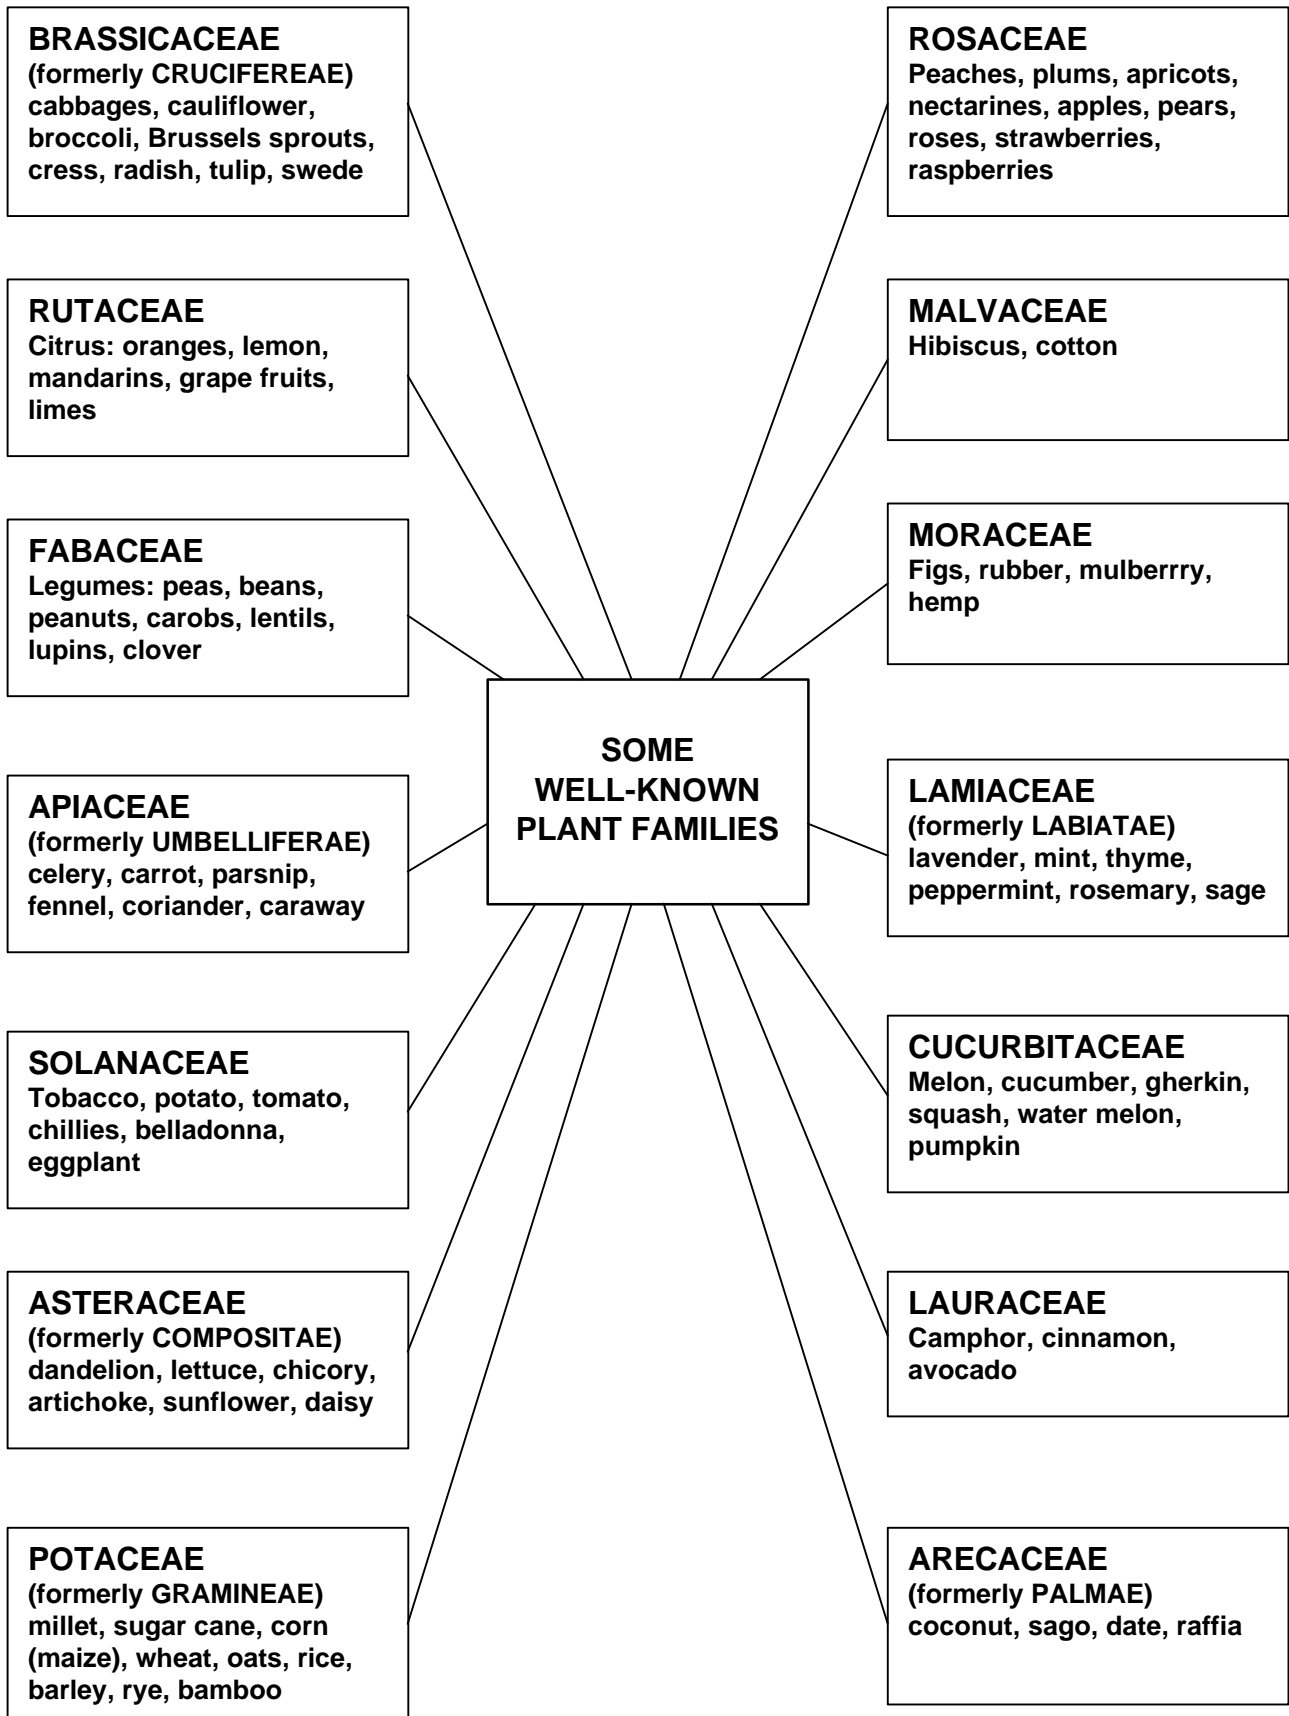 BRASSICACEAE
(formerly CRUCIFEREAE)
cabbages, cauliflower,
broccoli, Brussels sprouts,
cress, radish, tulip, swede
RUTACEAE
Citrus: oranges, lemon,
mandarins, grape fruits,
limes
FABACEAE
Legumes: peas, beans,
peanuts, carobs, lentils,
lupins, clover
APIACEAE
(formerly UMBELLIFERAE)
celery, carrot, parsnip,
fennel, coriander, caraway
SOLANACEAE
Tobacco, potato, tomato,
chillies, belladonna,
eggplant
ASTERACEAE
(formerly COMPOSITAE)
dandelion, lettuce, chicory,
artichoke, sunflower, daisy
POTACEAE
(formerly GRAMINEAE)
millet, sugar cane, corn
(maize), wheat, oats, rice,
barley, rye, bamboo
SOME
WELL-KNOWN
PLANT FAMILIES
ROSACEAE
Peaches, plums, apricots,
nectarines, apples, pears,
roses, strawberries,
raspberries
MALVACEAE
Hibiscus, cotton
MORACEAE
Figs, rubber, mulberrry,
hemp
LAMIACEAE
(formerly LABIATAE)
lavender, mint, thyme,
peppermint, rosemary, sage
CUCURBITACEAE
Melon, cucumber, gherkin,
squash, water melon,
pumpkin
LAURACEAE
Camphor, cinnamon,
avocado
ARECACEAE
(formerly PALMAE)
coconut, sago, date, raffia